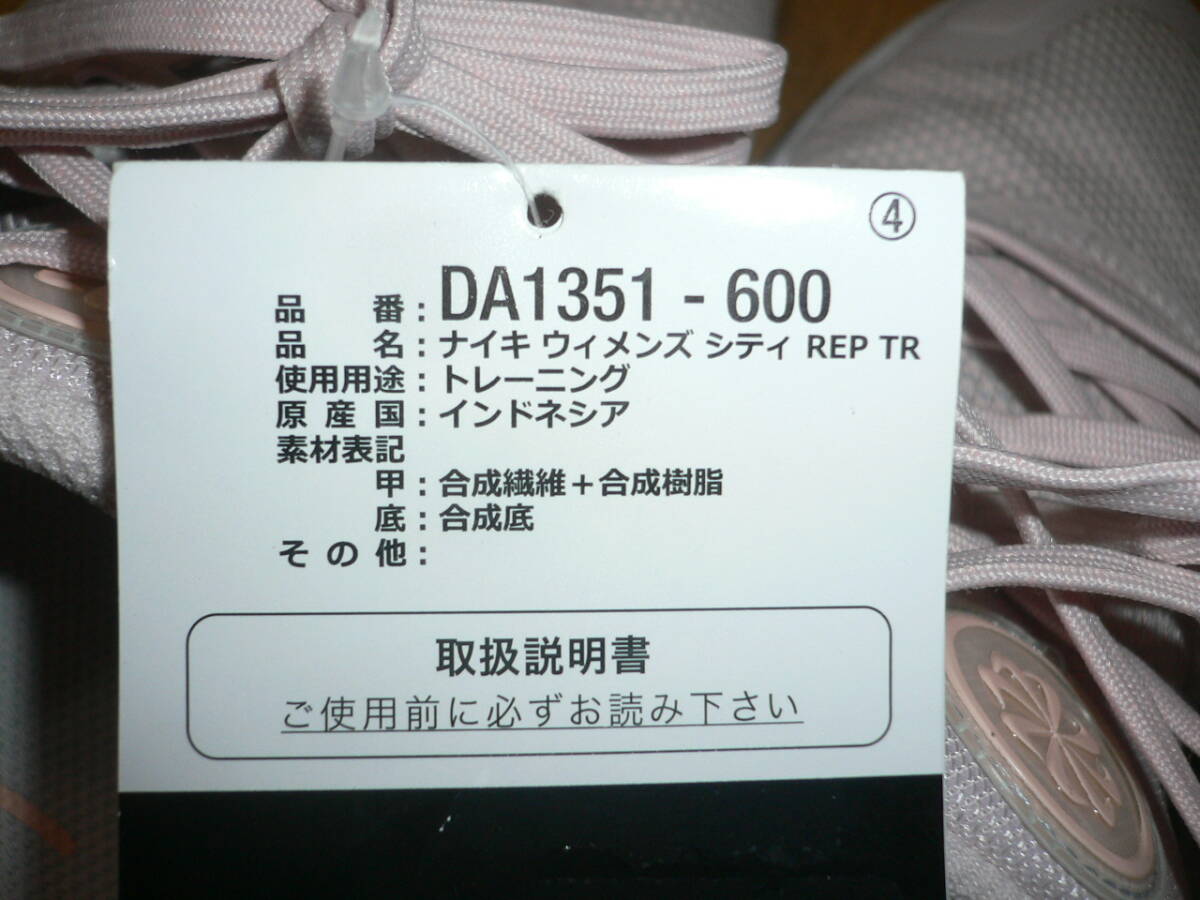 ④
品番：DA1351 - 600
品名：ナイキ ウィメンズ シティ REP TR
使用用途：トレーニング
原産国：インドネシア
素材表記
甲：合成繊維＋合成樹脂
底：合成底
その他：
取扱説明書
ご使用前に必ずお読み下さい